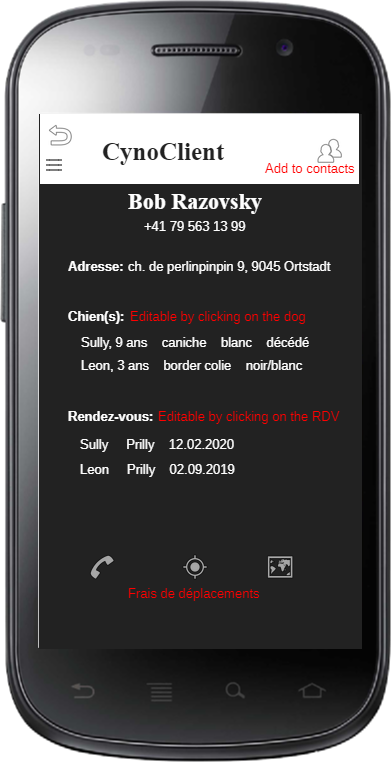 CynoClient
Add to contacts
Bob Razovsky
+41 79 563 13 99
Adresse: ch. de perlinpinpin 9, 9045 Ortstadt
Chien(s): Editable by clicking on the dog
Sully, 9 ans caniche blanc décédé
Leon, 3 ans border colie noir/blanc
Rendez-vous: Editable by clicking on the RDV
Sully Prilly 12.02.2020
Leon Prilly 02.09.2019
Frais de déplacements